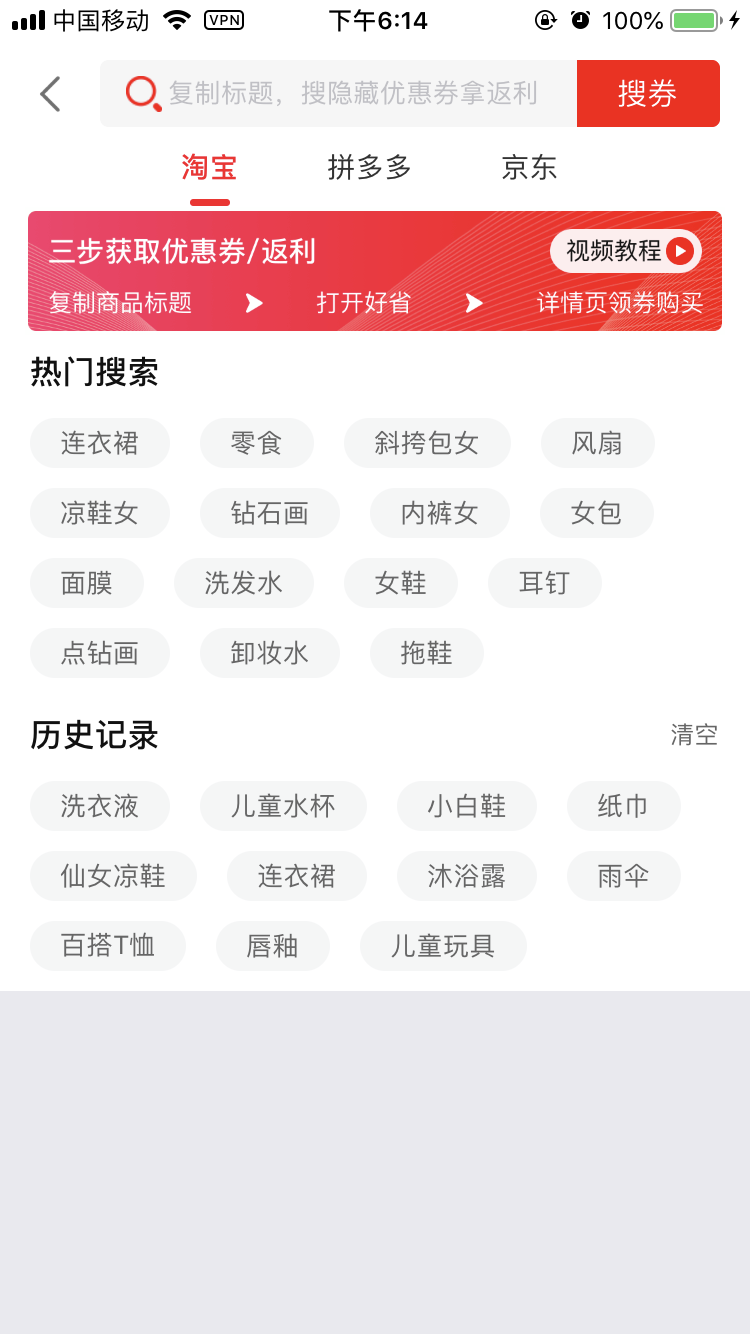 中国移动 VPN 下午6:14 100%
复制标题，搜隐藏优惠券拿返利 搜券
淘宝 拼多多 京东
三步获取优惠券/返利 视频教程
复制商品标题 打开好省 详情页领券购买
热门搜索
连衣裙 零食 斜挎包女 风扇
凉鞋女 钻石画 内裤女 女包
面膜 洗发水 女鞋 耳钉
点钻画 卸妆水 拖鞋
历史记录 清空
洗衣液 儿童水杯 小白鞋 纸巾
仙女凉鞋 连衣裙 沐浴露 雨伞
百搭T恤 唇釉 儿童玩具